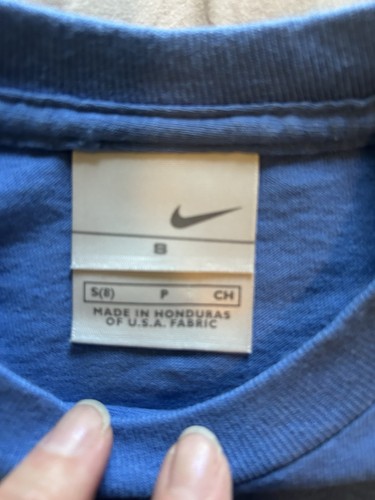 S
S(8) P CH
MADE IN HONDURAS
OF U.S.A. FABRIC